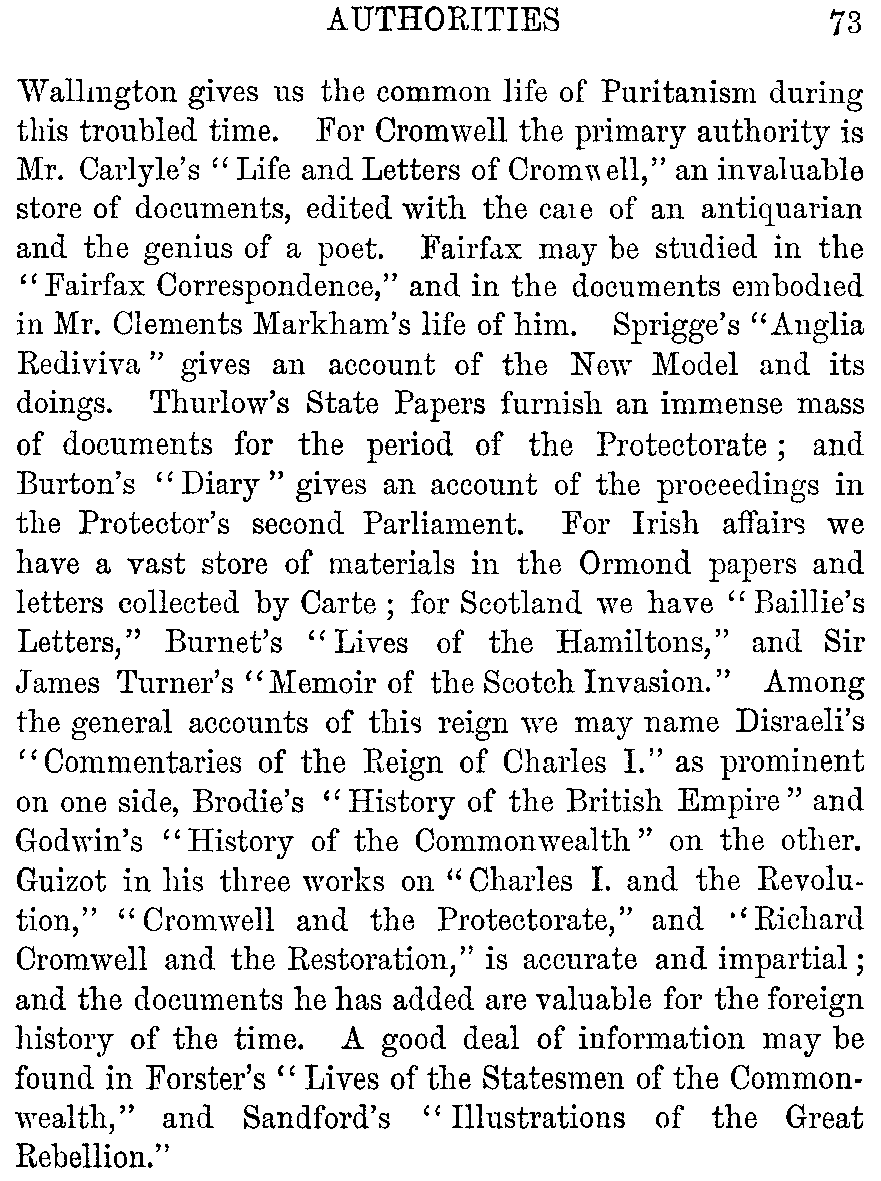 AUTHORITIES 73
Wallington gives us the common life of Puritanism during
this troubled time. For Cromwell the primary authority is
Mr. Carlyle's "Life and Letters of Cromwell," an invaluable
store of documents, edited with the care of an antiquarian
and the genius of a poet. Fairfax may be studied in the
"Fairfax Correspondence," and in the documents embodied
in Mr. Clements Markham's life of him. Sprigge's "Anglia
Rediviva" gives an account of the New Model and its
doings. Thurlow's State Papers furnish an immense mass
of documents for the period of the Protectorate; and
Burton's "Diary" gives an account of the proceedings in
the Protector's second Parliament. For Irish affairs we
have a vast store of materials in the Ormond papers and
letters collected by Carte; for Scotland we have "Baillie's
Letters," Burnet's "Lives of the Hamiltons," and Sir
James Turner's "Memoir of the Scotch Invasion." Among
the general accounts of this reign we may name Disraeli's
"Commentaries of the Reign of Charles I." as prominent
on one side, Brodie's "History of the British Empire" and
Godwin's "History of the Commonwealth" on the other.
Guizot in his three works on "Charles I. and the Revolu-
tion," "Cromwell and the Protectorate," and "Richard
Cromwell and the Restoration," is accurate and impartial;
and the documents he has added are valuable for the foreign
history of the time. A good deal of information may be
found in Forster's "Lives of the Statesmen of the Common-
wealth," and Sandford's "Illustrations of the Great
Rebellion."